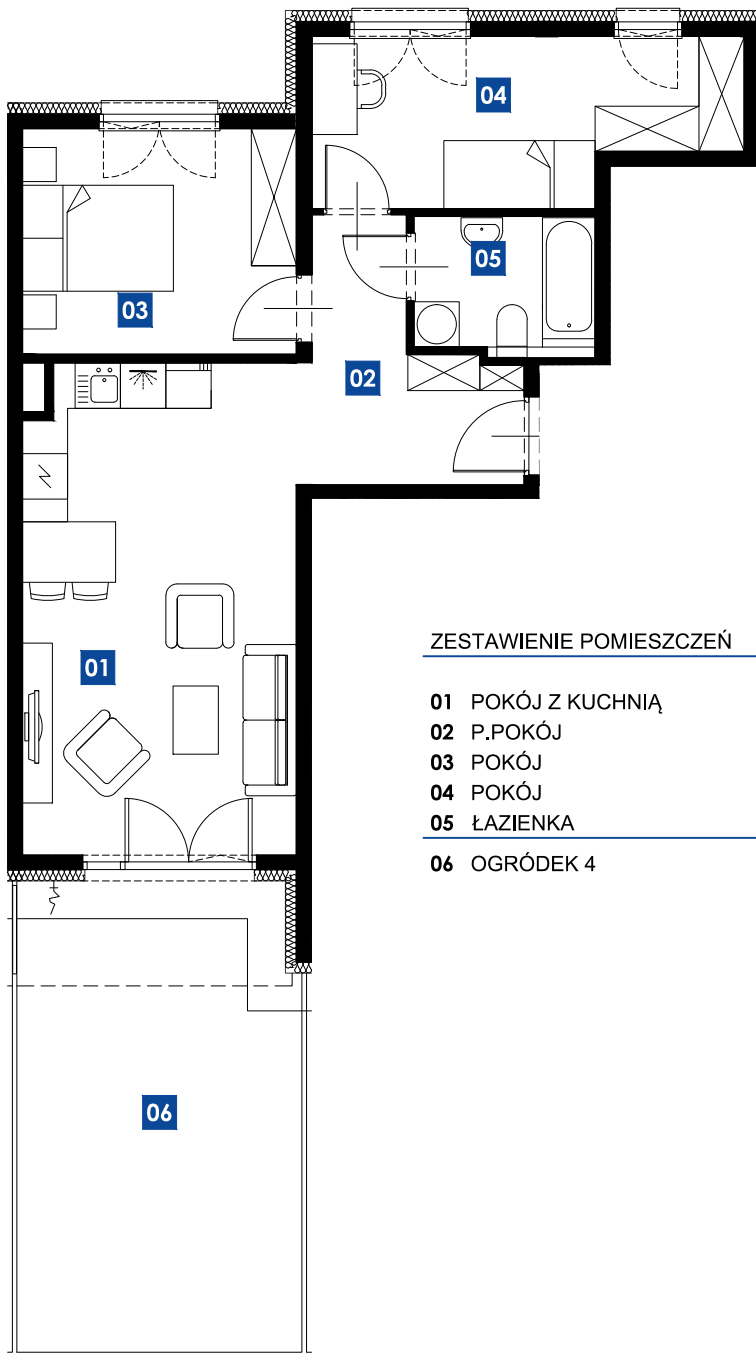 04
05
03
02
01
ZESTAWIENIE POMIESZCZEŃ
01 POKÓJ Z KUCHNIĄ
02 P.POKÓJ
03 POKÓJ
04 POKÓJ
05 ŁAZIENKA
06 OGRÓDEK 4
06